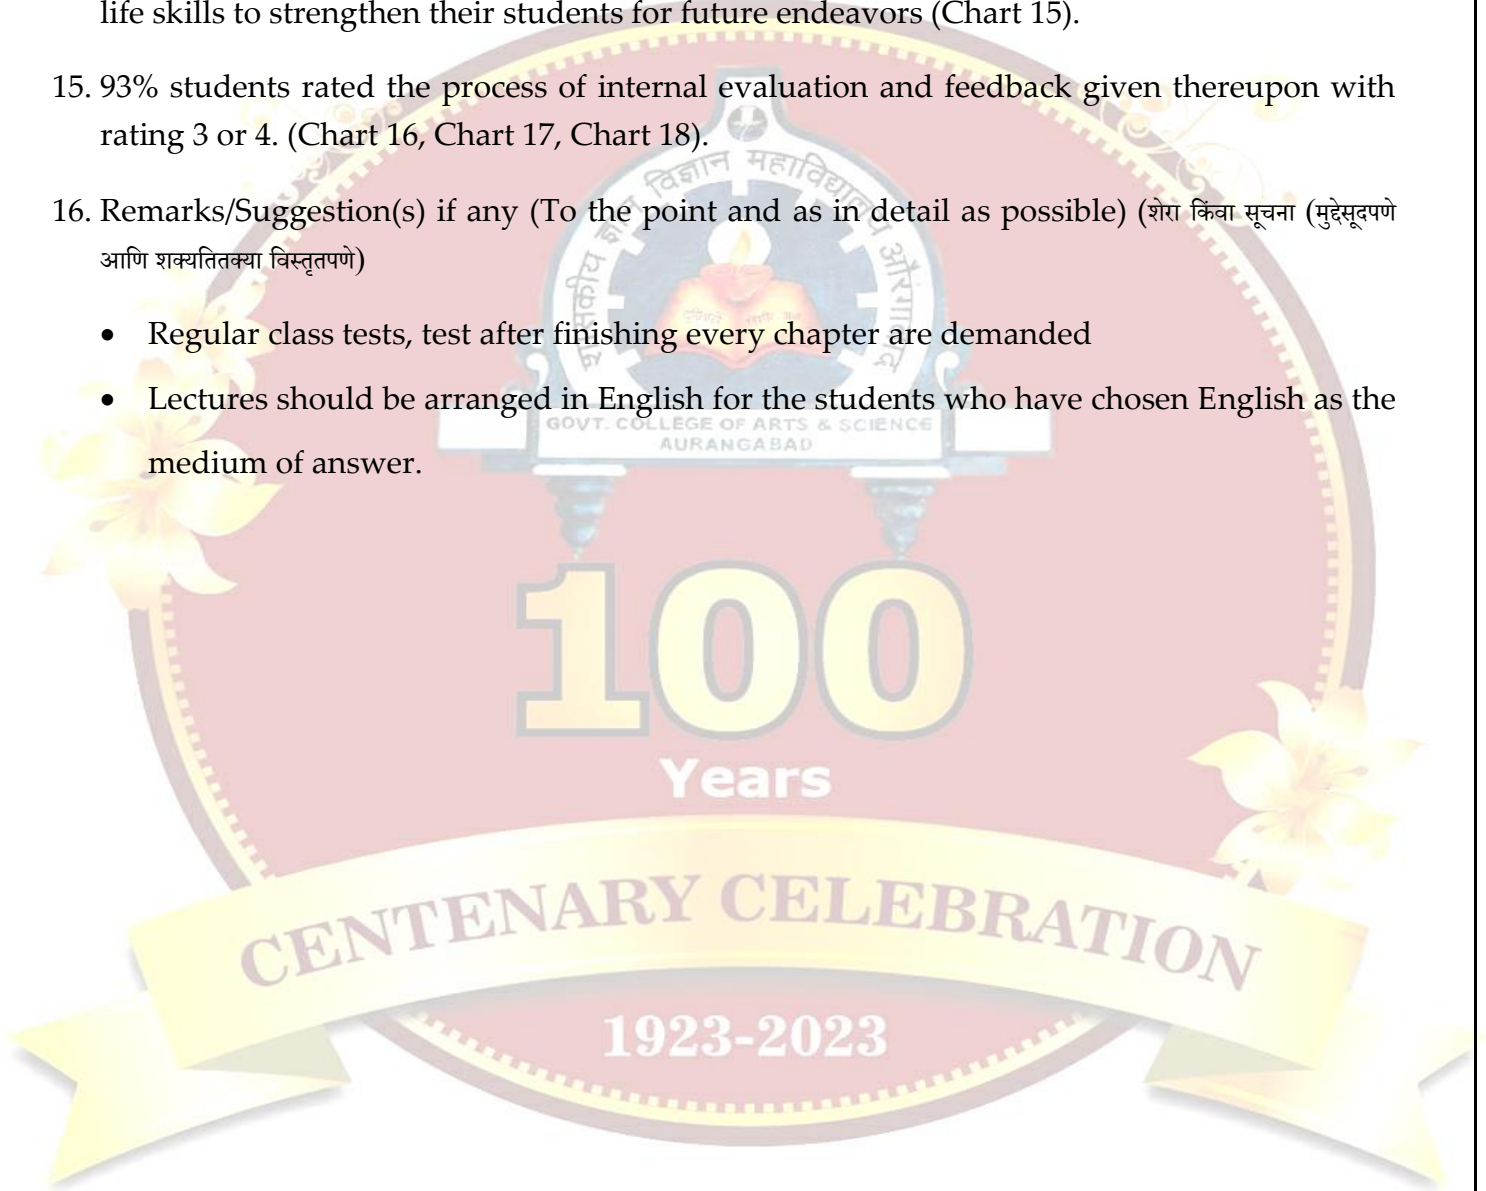 life skills to strengthen their students for future endeavors (Chart 15).
15. 93% students rated the process of internal evaluation and feedback given thereupon with
rating 3 or 4. (Chart 16, Chart 17, Chart 18).
16. Remarks/Suggestion(s) if any (To the point and as in detail as possible) (शेरा किंवा सूचना (मुद्देसूदपणे
आणि शक्यतितक्या विस्तृतपणे)
• Regular class tests, test after finishing every chapter are demanded
• Lectures should be arranged in English for the students who have chosen English as the
medium of answer.
शासकीय ज्ञान विज्ञान महाविद्यालय औरंगाबाद
GOVT. COLLEGE OF ARTS & SCIENCE
AURANGABAD
100
Years
CENTENARY CELEBRATION
1923-2023